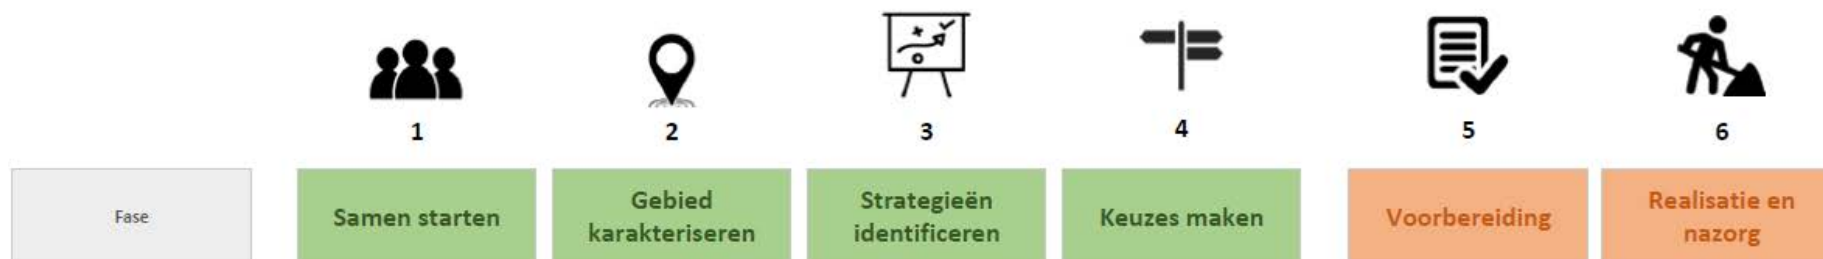 1
2
3
4
5
6
Fase
Samen starten
Gebied
karakteriseren
Strategieën
identificeren
Keuzes maken
Voorbereiding
Realisatie en
nazorg